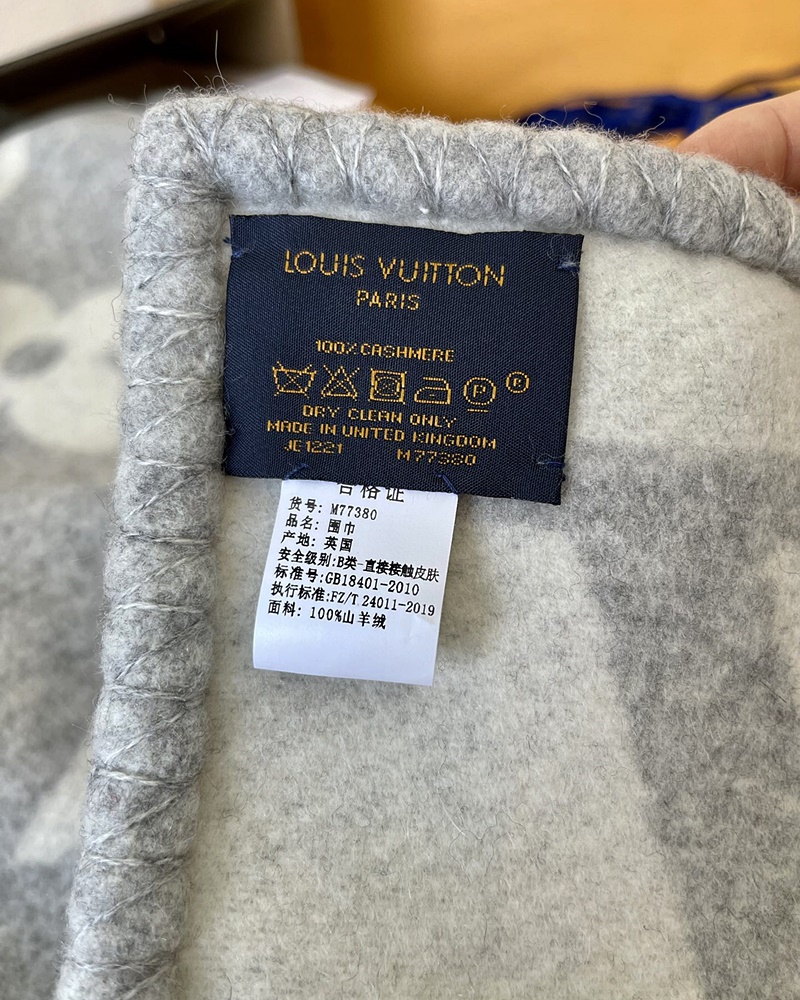 LOUIS VUITTON
PARIS
100% CASHMERE
P
DRY CLEAN ONLY
MADE IN UNITED KINGDOM
JE1221 M77380
合格证
货号: M77380
品名: 围巾
产地: 英国
安全级别:B类-直接接触皮肤
标准号:GB18401-2010
执行标准:FZ/T 24011-2019
面料: 100%山羊绒